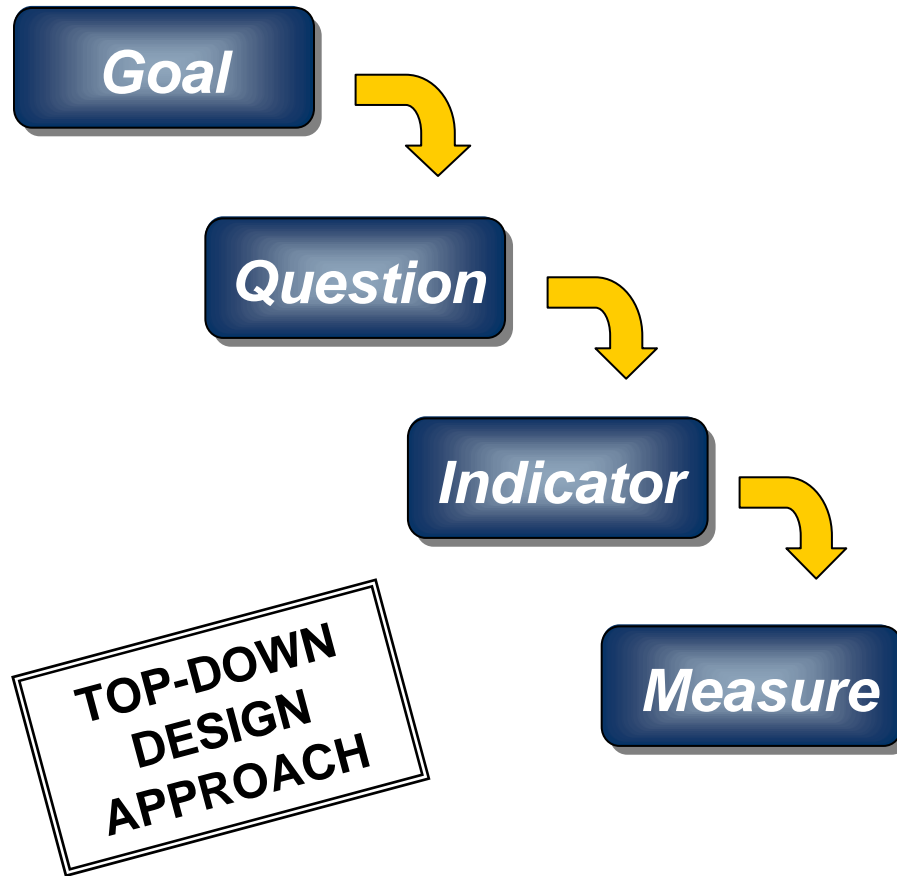 Goal
Question
Indicator
Measure
TOP-DOWN
DESIGN
APPROACH